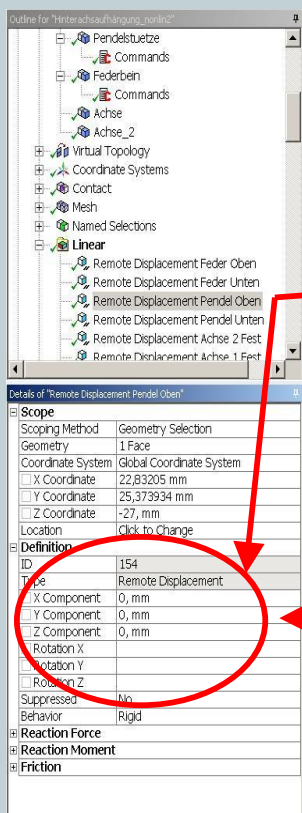 Outline for "Hinterachsaufhängung_nonlin2"
Pendelstuetze
Commands
Federbein
Commands
Achse
Achse_2
Virtual Topology
Coordinate Systems
Contact
Mesh
Named Selections
Linear
Remote Displacement Feder Oben
Remote Displacement Feder Unten
Remote Displacement Pendel Oben
Remote Displacement Pendel Unten
Remote Displacement Achse 2 Fest
Remote Displacement Achse 1 Fest
Details of "Remote Displacement Pendel Oben"
Scope
Scoping Method Geometry Selection
Geometry 1 Face
Coordinate System Global Coordinate System
X Coordinate 22,83205 mm
Y Coordinate 25,373934 mm
Z Coordinate -27, mm
Location Click to Change
Definition
ID 154
Type Remote Displacement
X Component 0, mm
Y Component 0, mm
Z Component 0, mm
Rotation X
Rotation Y
Rotation Z
Suppressed No
Behavior Rigid
Reaction Force
Reaction Moment
Friction